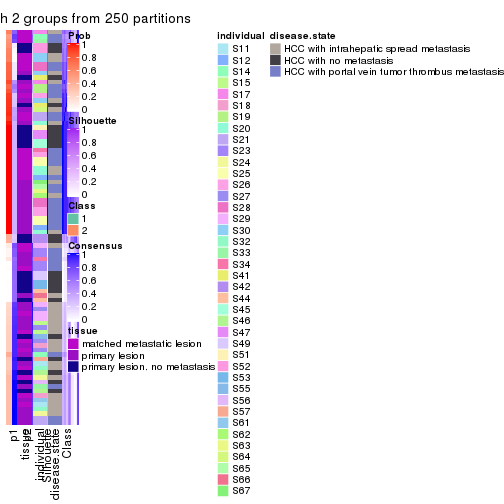 h 2 groups from 250 partitions
Prob
1
0.8
0.6
0.4
0.2
0
Silhouette
1
0.8
0.6
0.4
0.2
0
Class
1
2
Consensus
1
0.8
0.6
0.4
0.2
0
tissue
matched metastatic lesion
primary lesion
primary lesion, no metastasis
individual
S11
S12
S14
S15
S17
S18
S19
S20
S21
S23
S24
S25
S26
S27
S28
S29
S30
S32
S33
S34
S41
S42
S44
S45
S46
S47
S49
S51
S52
S53
S55
S56
S57
S61
S62
S63
S64
S65
S66
S67
disease.state
HCC with intrahepatic spread metastasis
HCC with no metastasis
HCC with portal vein tumor thrombus metastasis
p1
p2
tissue
individual
Silhouette
disease.state
Class